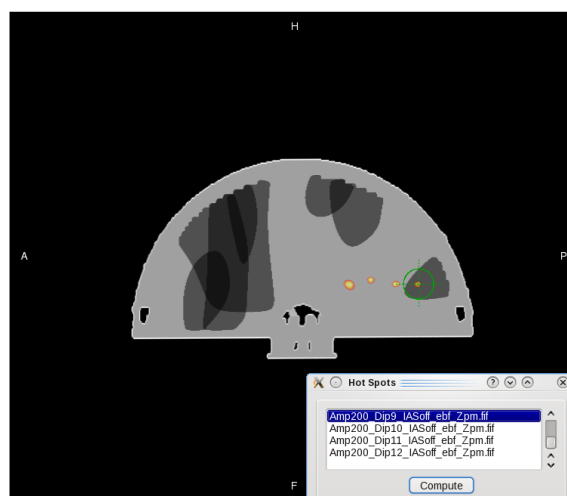 H
A
P
Hot Spots
Amp200_Dip9_IASoff_ebf_Zpm.fif
Amp200_Dip10_IASoff_ebf_Zpm.fif
Amp200_Dip11_IASoff_ebf_Zpm.fif
Amp200_Dip12_IASoff_ebf_Zpm.fif
F
Compute